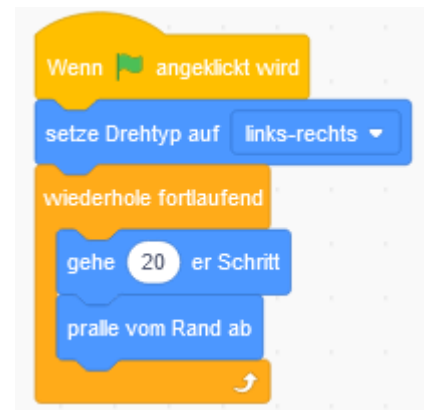 Wenn angeklickt wird
setze Drehtyp auf links-rechts
wiederhole fortlaufend
gehe 20 er Schritt
pralle vom Rand ab